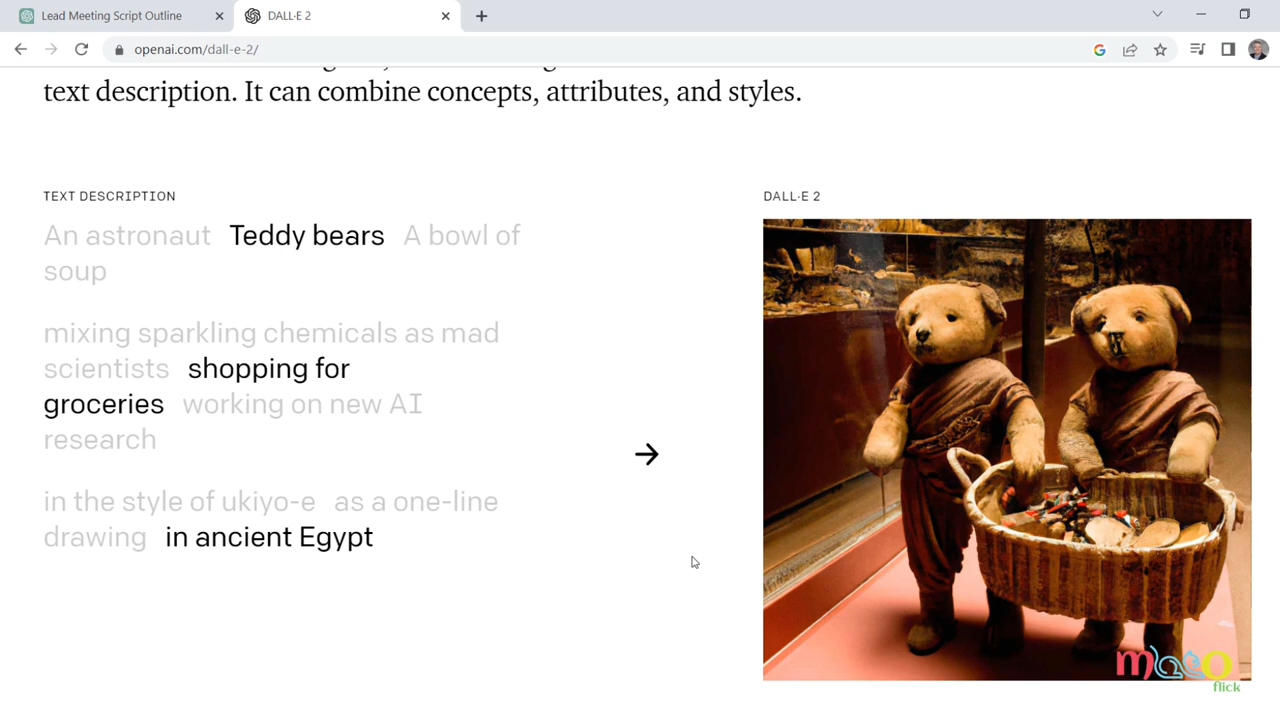 Lead Meeting Script Outline
DALL·E 2
openai.com/dall-e-2/
text description. It can combine concepts, attributes, and styles.
TEXT DESCRIPTION
DALL·E 2
An astronaut Teddy bears A bowl of
soup
mixing sparkling chemicals as mad
scientists shopping for
groceries working on new AI
research
in the style of ukiyo-e as a one-line
drawing in ancient Egypt
flick